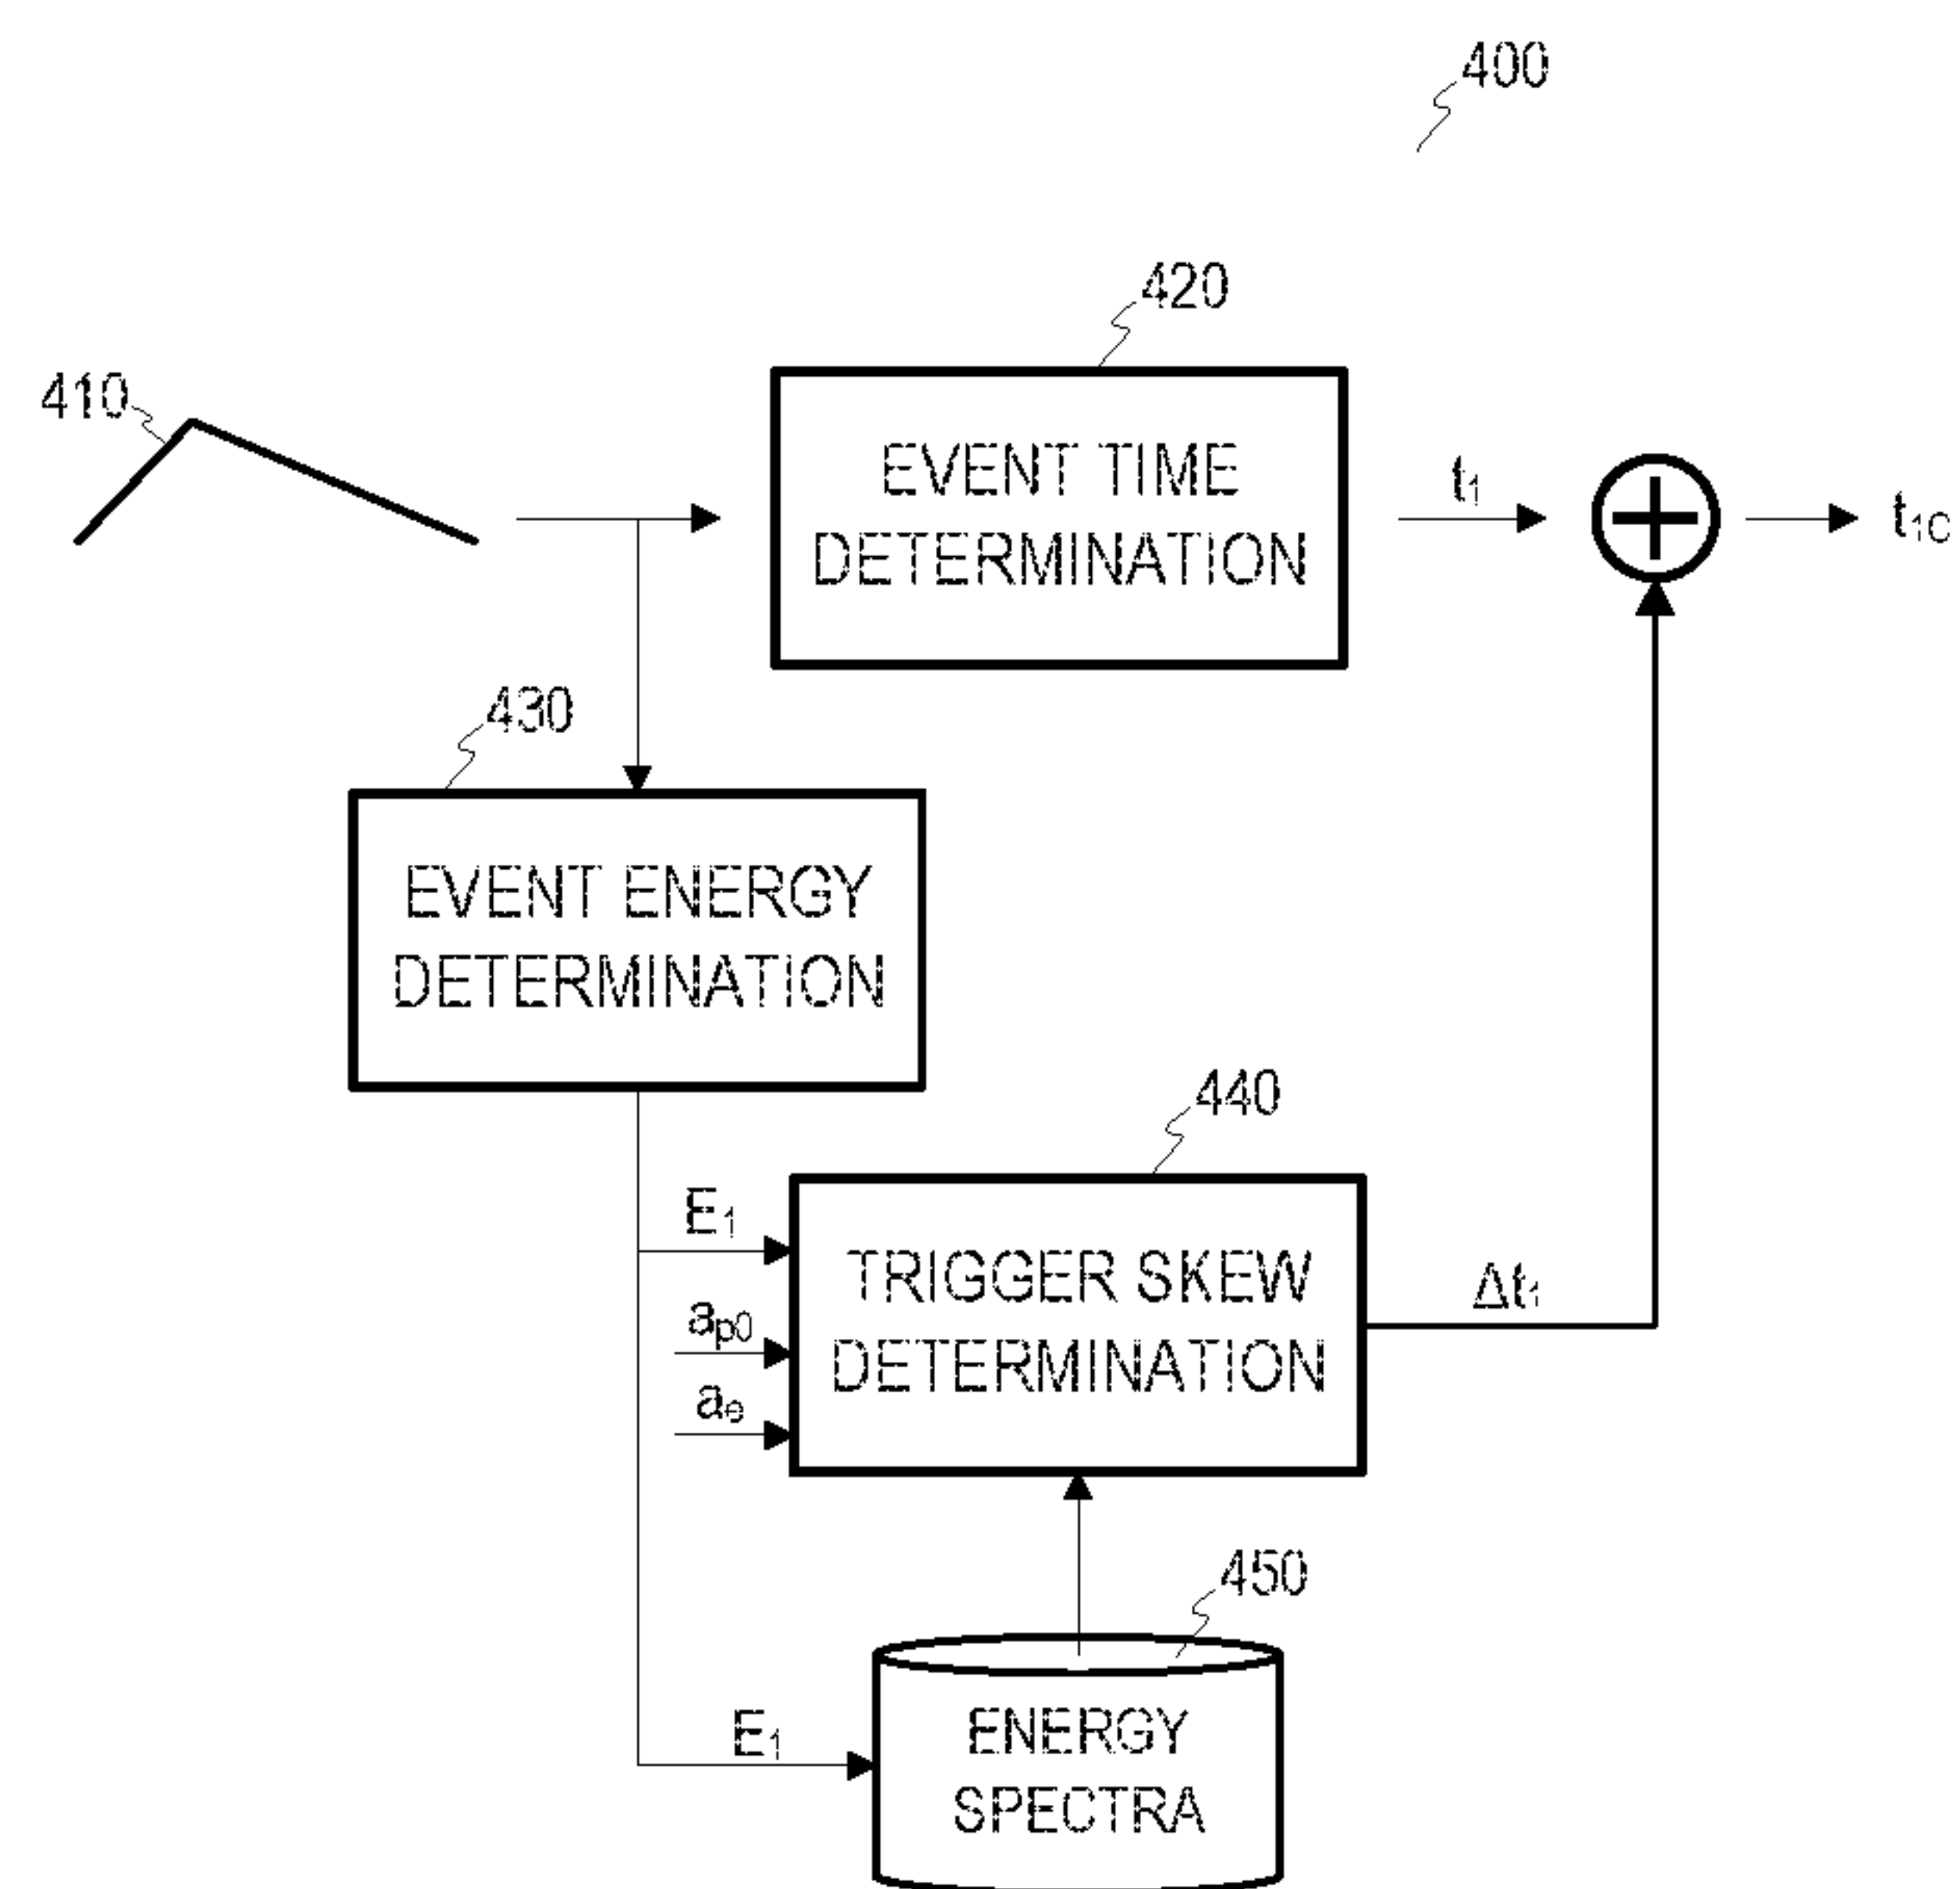 400
420
410
EVENT TIME
DETERMINATION
t1
t1C
430
EVENT ENERGY
DETERMINATION
440
E1
TRIGGER SKEW
DETERMINATION
ap0
ae
Δt1
450
E1
ENERGY
SPECTRA